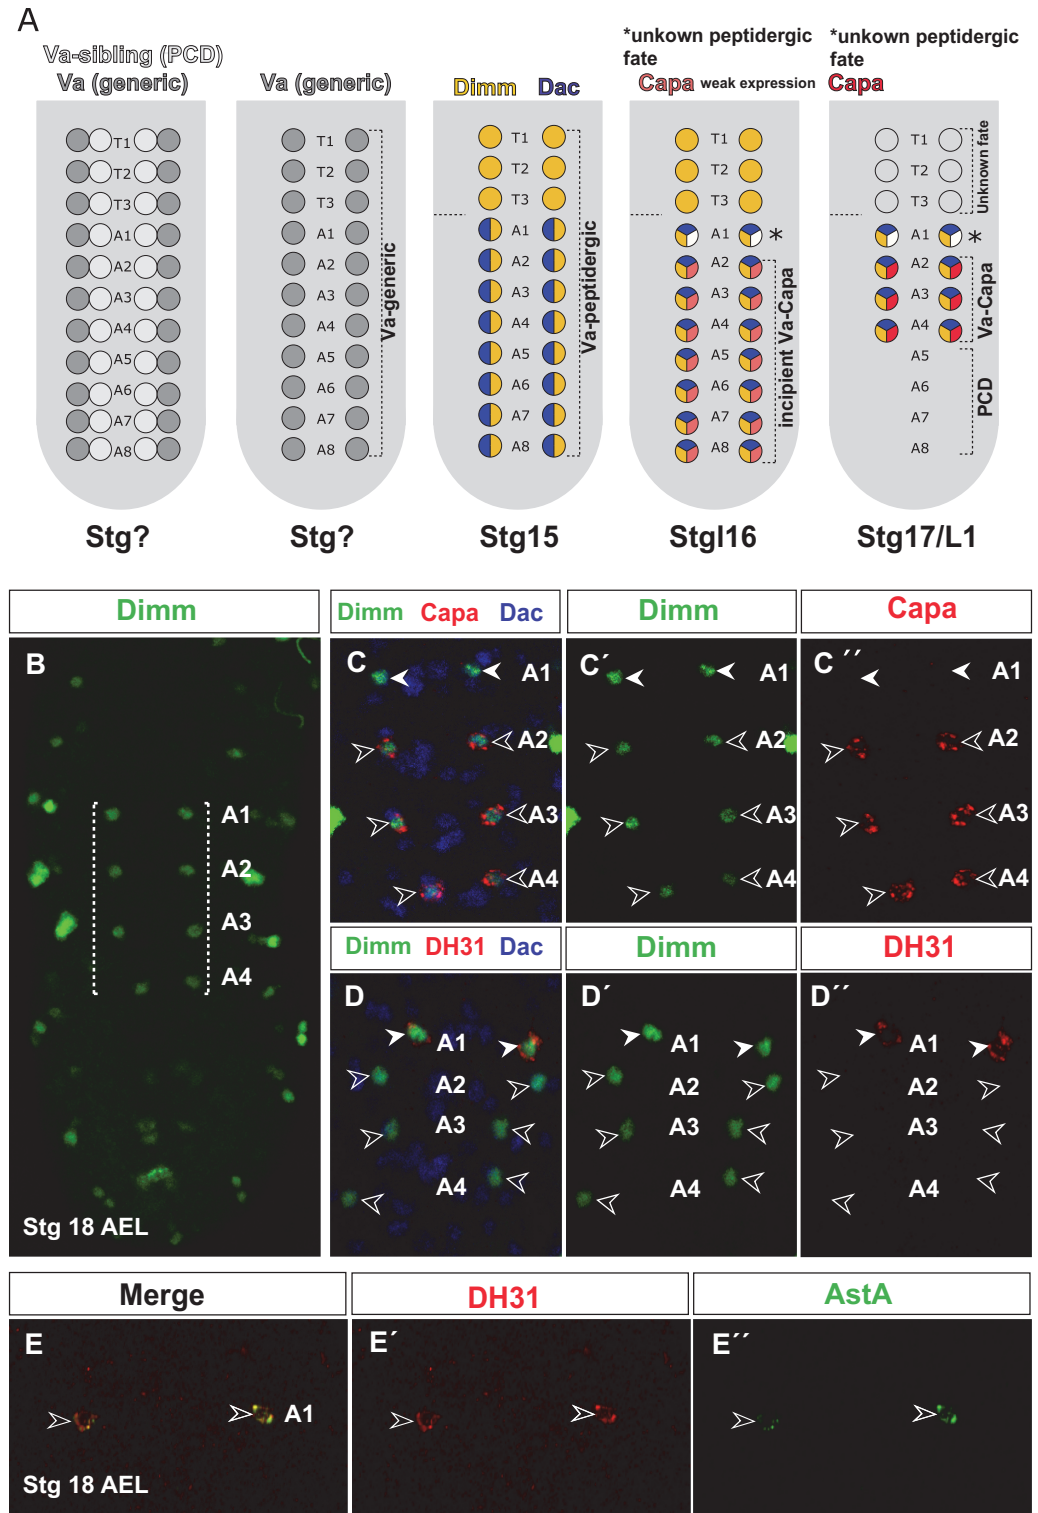 A
Va-sibling (PCD)
Va (generic)
Va (generic)
Dimm Dac
*unkown peptidergic
fate
Capa weak expression
*unkown peptidergic
fate
Capa
T1
T2
T3
A1
A2
A3
A4
A5
A6
A7
A8
T1
T2
T3
A1
A2
A3
A4
A5
A6
A7
A8
Va-generic
T1
T2
T3
A1
A2
A3
A4
A5
A6
A7
A8
Va-peptidergic
T1
T2
T3
A1 *
A2
A3
A4
A5
A6
A7
A8
incipient Va-Capa
T1
T2
T3
A1 *
A2
A3
A4
A5
A6
A7
A8
Unknown fate
Va-Capa
PCD
Stg?
Stg?
Stg15
Stgl16
Stg17/L1
Dimm
B
A1
A2
A3
A4
Stg 18 AEL
Dimm Capa Dac
C
A1
A2
A3
A4
Dimm
C´
A1
A2
A3
A4
Capa
C´´
A1
A2
A3
A4
Dimm DH31 Dac
D
A1
A2
A3
A4
Dimm
D´
A1
A2
A3
A4
DH31
D´´
A1
A2
A3
A4
Merge
E
A1
Stg 18 AEL
DH31
E´
AstA
E´´